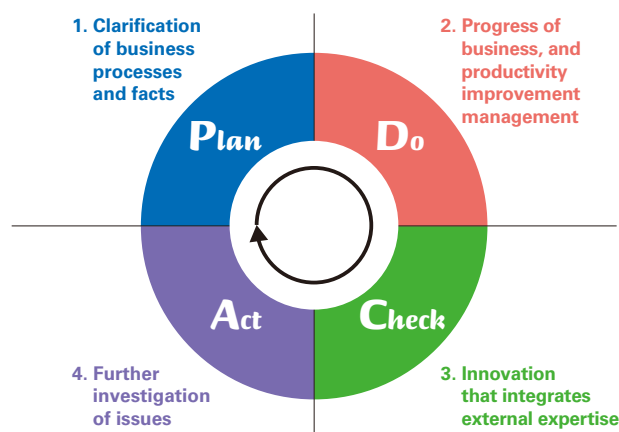 1. Clarification
of business
processes
and facts
2. Progress of
business, and
productivity
improvement
management
Plan
Do
Act
Check
4. Further
investigation
of issues
3. Innovation
that integrates
external expertise